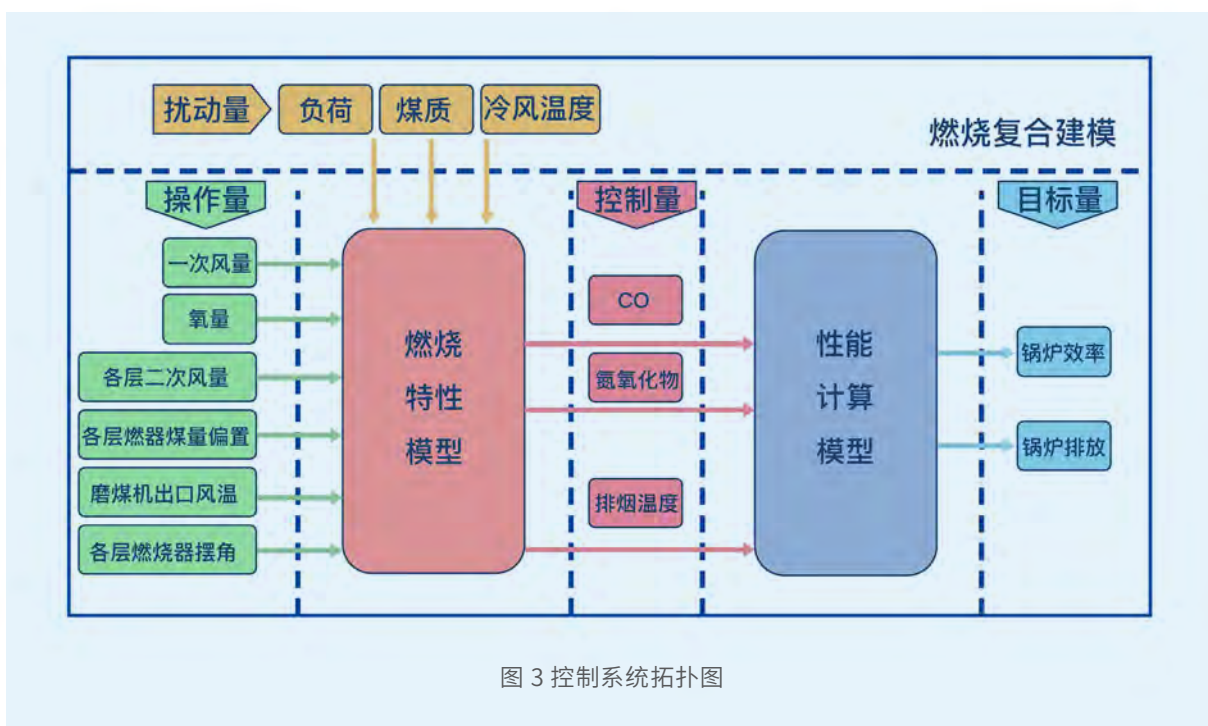 扰动量
负荷
煤质
冷风温度
燃烧复合建模
操作量
控制量
目标量
一次风量
氧量
各层二次风量
各层燃器煤量偏置
磨煤机出口风温
各层燃烧器摆角
燃烧
特性
模型
CO
氮氧化物
排烟温度
性能
计算
模型
锅炉效率
锅炉排放
图 3 控制系统拓扑图